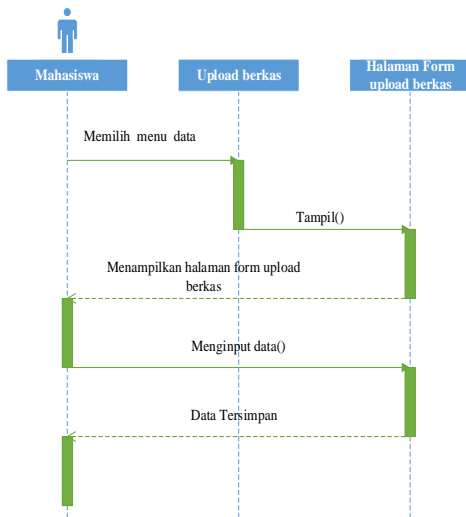 Mahasiswa
Upload berkas
Halaman Form
upload berkas
Memilih menu data
Tampil()
Menampilkan halaman form upload
berkas
Menginput data()
Data Tersimpan